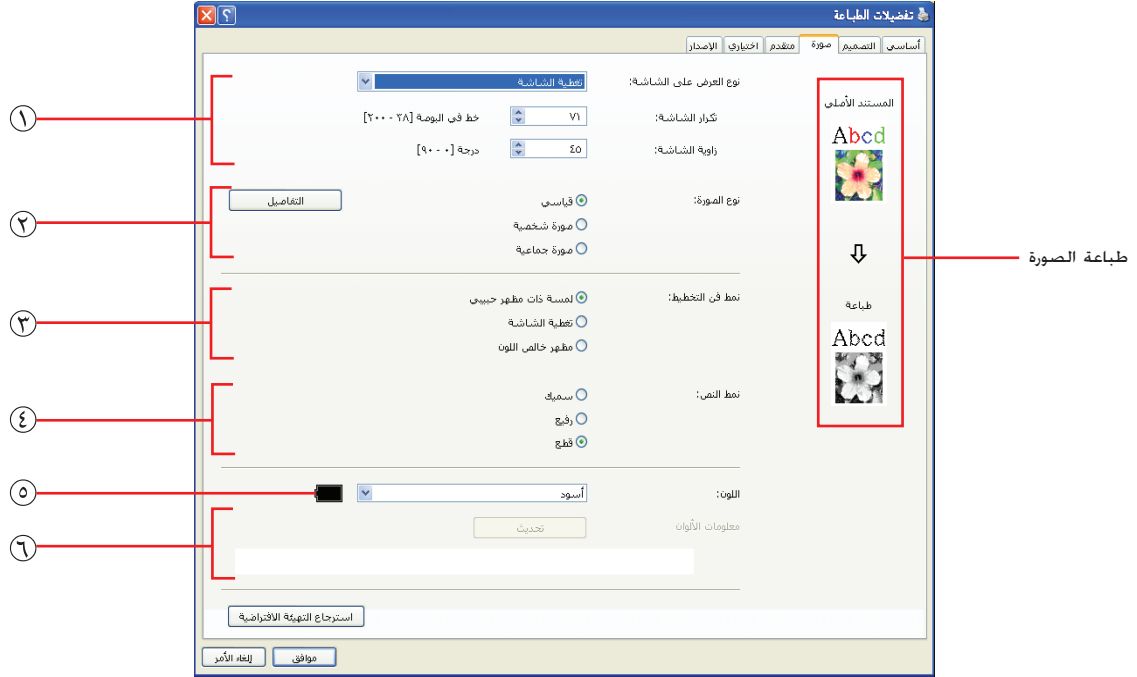 تفضيلات الطباعة
أساسي التصميم صورة متقدم اختياري الإصدار
المستند الأصلي
Abcd
طباعة
Abcd
طباعة الصورة
١
نوع العرض على الشاشة: تغطية الشاشة
تكرار الشاشة: ٧١ خط في البوصة [٣٨ - ٢٠٠]
زاوية الشاشة: ٤٥ درجة [٠ - ٩٠]
٢
نوع الصورة: قياسي التفاصيل
صورة شخصية
صورة جماعية
٣
نمط فن التخطيط: لمسة ذات مظهر حبيبي
تغطية الشاشة
مظهر خالص اللون
٤
نمط النص: سميك
رفيع
قطع
٥
اللون: أسود
٦
معلومات الألوان تحديث
استرجاع التهيئة الافتراضية
موافق إلغاء الأمر